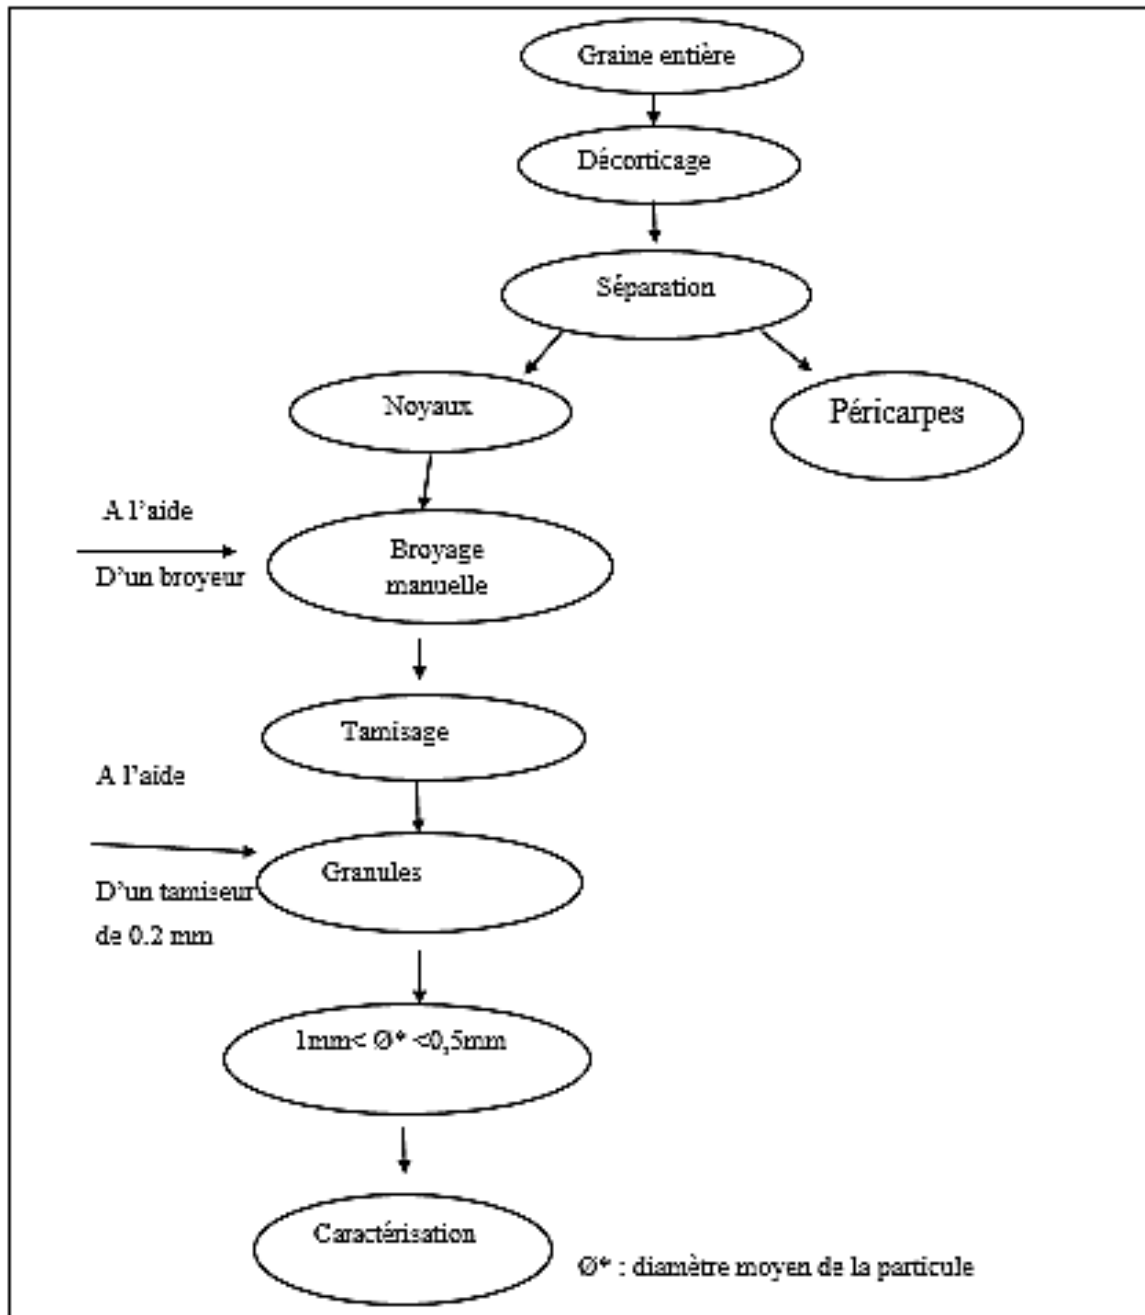 Graine entière
Décorticage
Séparation
Noyaux
Péricarpes
A l’aide
D’un broyeur
Broyage
manuelle
Tamisage
A l’aide
D’un tamiseur
de 0.2 mm
Granules
1mm< Ø* <0,5mm
Caractérisation
Ø* : diamètre moyen de la particule